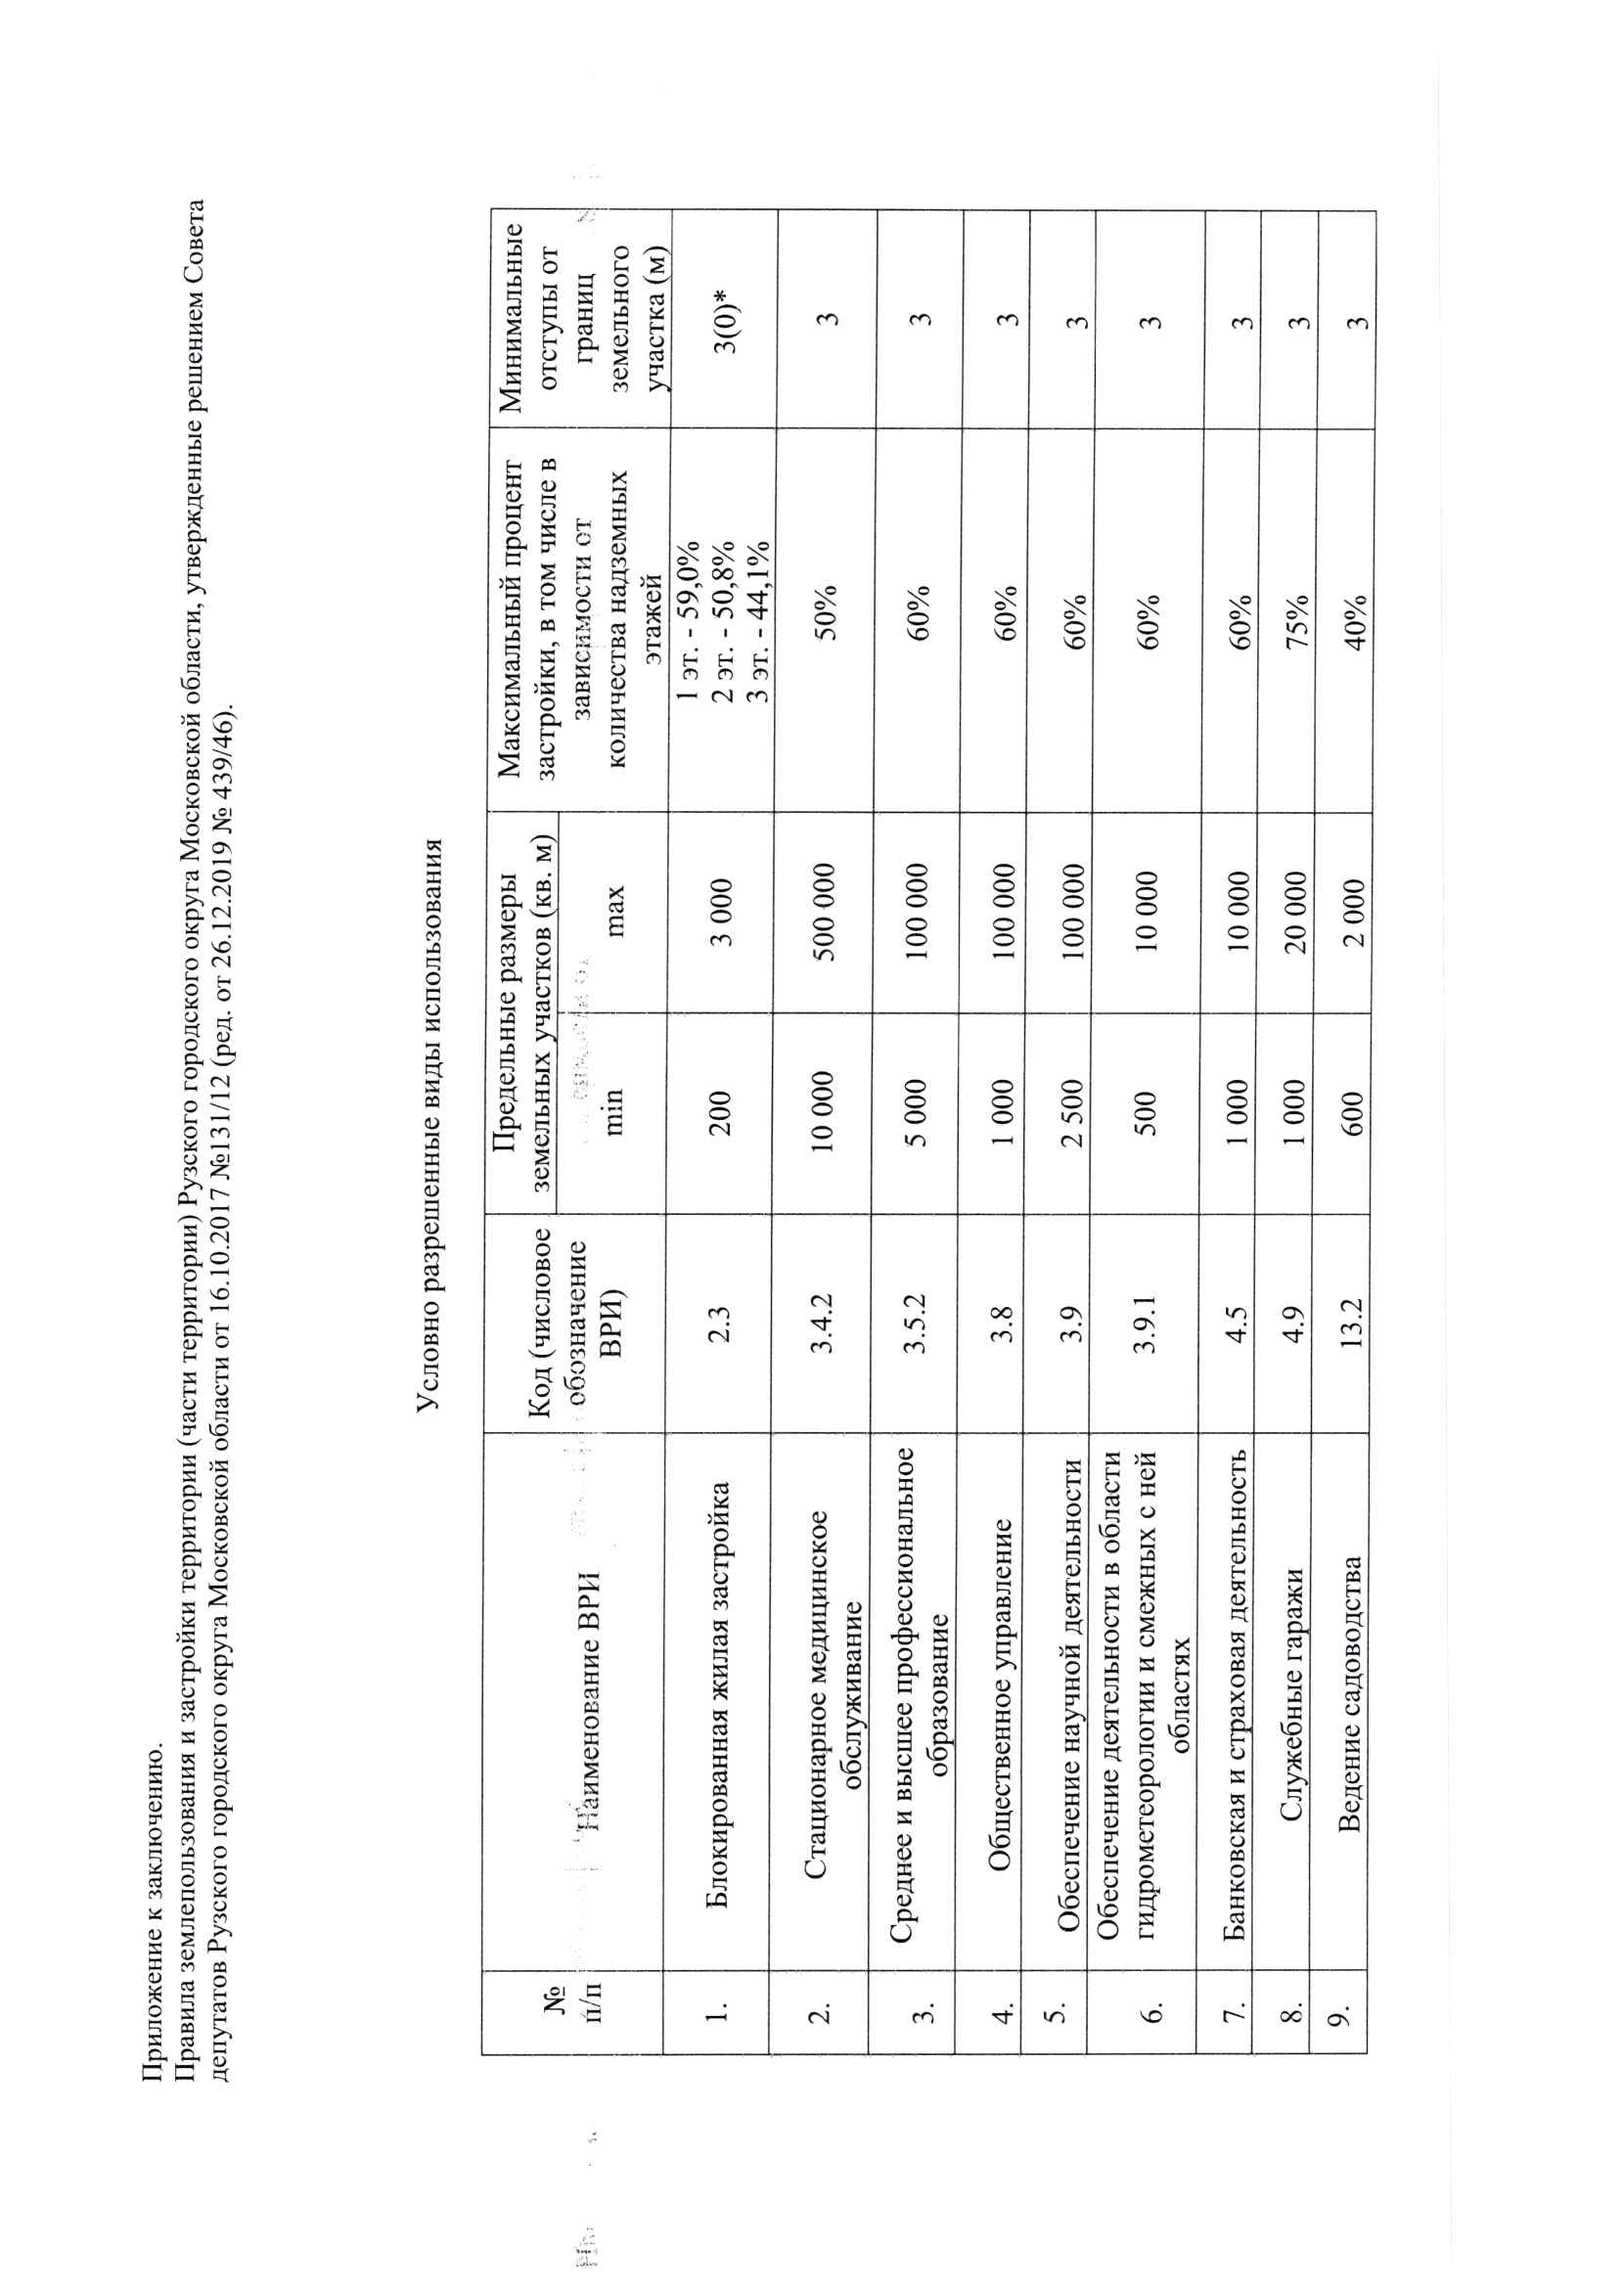 Приложение к заключению.
Правила землепользования и застройки территории (части территории) Рузского городского округа Московской области, утвержденные решением Совета
депутатов Рузского городского округа Московской области от 16.10.2017 №131/12 (ред. от 26.12.2019 № 439/46).
Условно разрешенные виды использования
№
п/п
Наименование ВРИ
Код (числовое
обозначение
ВРИ)
Предельные размеры
земельных участков (кв. м)
min
max
Максимальный процент
застройки, в том числе в
зависимости от
количества надземных
этажей
Минимальные
отступы от
границ
земельного
участка (м)
1.
Блокированная жилая застройка
2.3
200
3 000
1 эт. - 59,0%
2 эт. - 50,8%
3 эт. - 44,1%
3(0)*
2.
Стационарное медицинское
обслуживание
3.4.2
10 000
500 000
50%
3
3.
Среднее и высшее профессиональное
образование
3.5.2
5 000
100 000
60%
3
4.
Общественное управление
3.8
1 000
100 000
60%
3
5.
Обеспечение научной деятельности
3.9
2 500
100 000
60%
3
6.
Обеспечение деятельности в области
гидрометеорологии и смежных с ней
областях
3.9.1
500
10 000
60%
3
7.
Банковская и страховая деятельность
4.5
1 000
10 000
60%
3
8.
Служебные гаражи
4.9
1 000
20 000
75%
3
9.
Ведение садоводства
13.2
600
2 000
40%
3